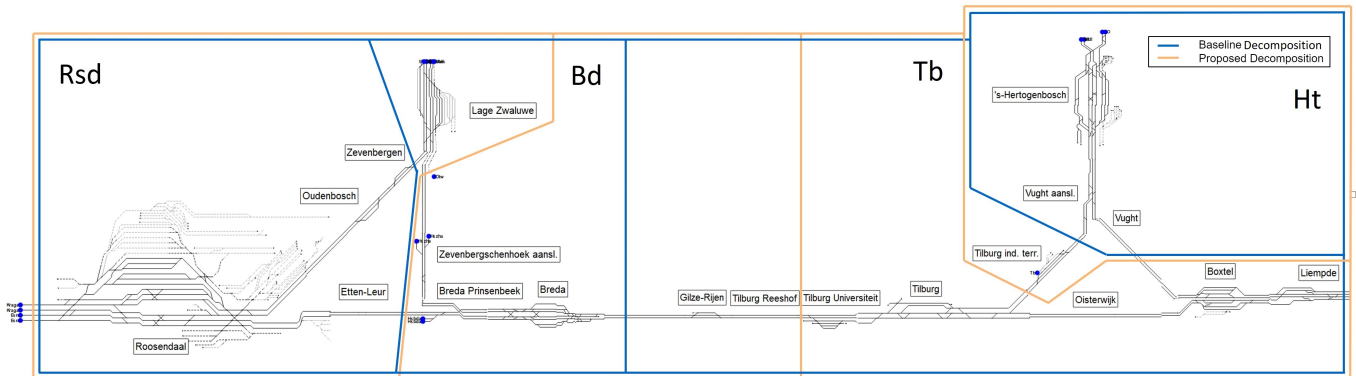 Rsd
Bd
Tb
Ht
Baseline Decomposition
Proposed Decomposition
Lage Zwaluwe
's-Hertogenbosch
Zevenbergen
Oudenbosch
Vught aansl.
Vught
Zevenbergschenhoek aansl.
Tilburg ind. terr.
Boxtel
Liempde
Etten-Leur
Breda Prinsenbeek
Breda
Gilze-Rijen
Tilburg Reeshof
Tilburg Universiteit
Tilburg
Oisterwijk
Roosendaal